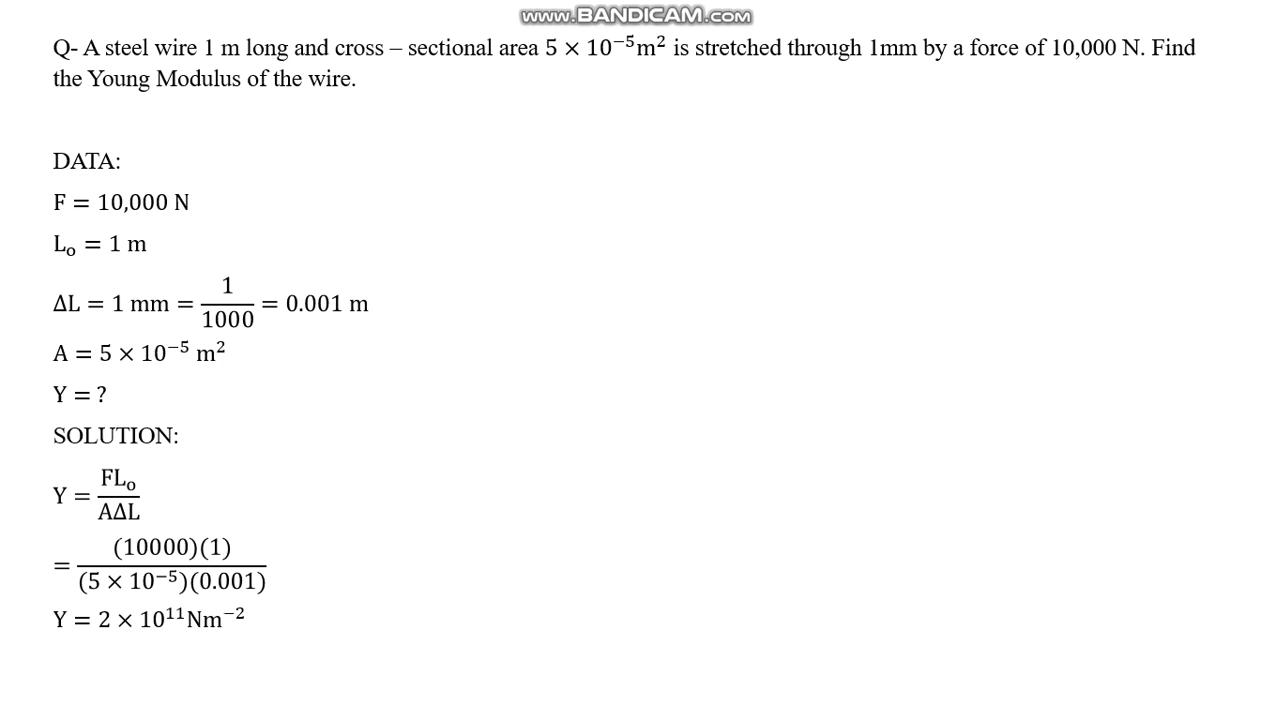 www.BANDICAM.com
Q- A steel wire 1 m long and cross – sectional area 5 × 10⁻⁵m² is stretched through 1mm by a force of 10,000 N. Find
the Young Modulus of the wire.
DATA:
F = 10,000 N
Lₒ = 1 m
ΔL = 1 mm = 1/1000 = 0.001 m
A = 5 × 10⁻⁵ m²
Y = ?
SOLUTION:
Y = FLₒ/AΔL
= (10000)(1)/(5 × 10⁻⁵)(0.001)
Y = 2 × 10¹¹Nm⁻²